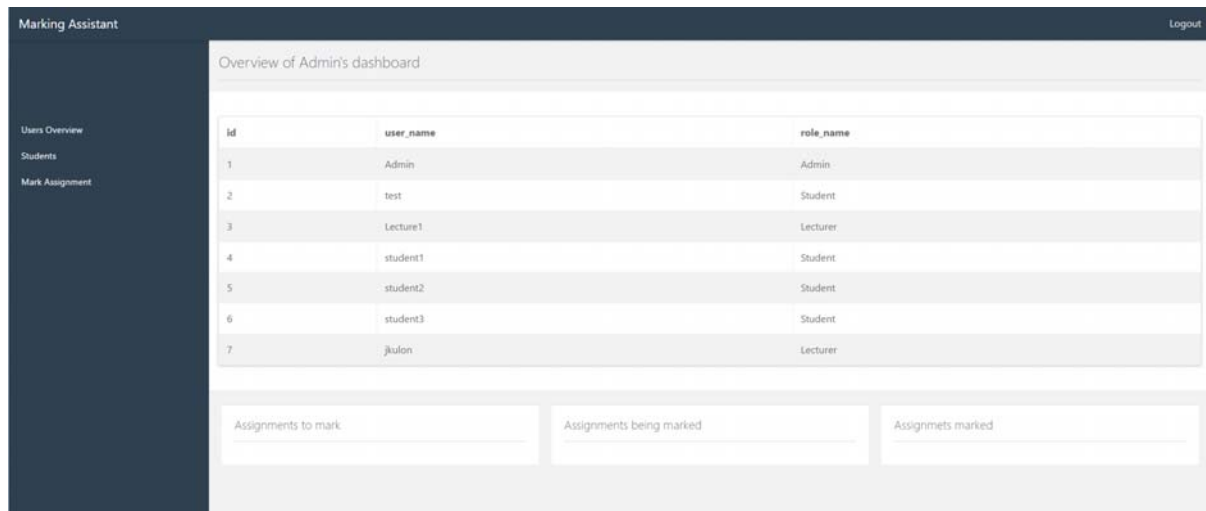 Marking Assistant Logout
Overview of Admin's dashboard
Users Overview
Students
Mark Assignment
id user_name role_name
1 Admin Admin
2 test Student
3 Lecture1 Lecturer
4 student1 Student
5 student2 Student
6 student3 Student
7 jkulon Lecturer
Assignments to mark Assignments being marked Assignmets marked